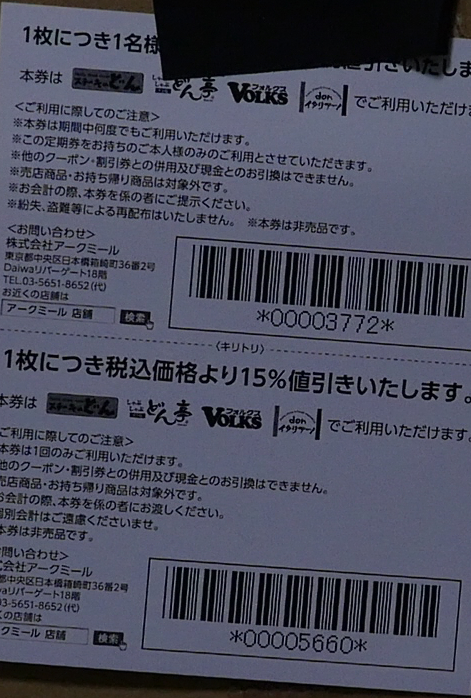 1枚につき1名様
値引きいたしま
本券は ステーキのどん しゃぶしゃぶ どん亭 フォルクス VOLKS don イタリアーノ でご利用いただけ
<ご利用に際してのご注意>
※本券は期間中何度でもご利用いただけます。
※この定期券をお持ちのご本人様のみのご利用とさせていただきます。
※他のクーポン・割引券との併用及び現金とのお引換はできません。
※売店商品・お持ち帰り商品は対象外です。
※お会計の際、本券を係の者にご提示ください。
※紛失、盗難等による再配布はいたしません。 ※本券は非売品です。
<お問い合わせ>
株式会社アークミール
東京都中央区日本橋箱崎町36番2号
Daiwaリバーゲート18階
TEL.03-5651-8652(代)
お近くの店舗は
アークミール 店舗 検索
*00003772*
〈キリトリ〉
1枚につき税込価格より15%値引きいたします。
本券は ステーキのどん しゃぶしゃぶ どん亭 フォルクス VOLKS don イタリアーノ でご利用いただけます。
ご利用に際してのご注意>
本券は1回のみご利用いただけます。
他のクーポン・割引券との併用及び現金とのお引換はできません。
売店商品・お持ち帰り商品は対象外です。
お会計の際、本券を係の者にお渡しください。
個別会計はご遠慮くださいませ。
本券は非売品です。
問い合わせ>
会社アークミール
都中央区日本橋箱崎町36番2号
waリバーゲート18階
03-5651-8652(代)
くの店舗は
クミール 店舗 検索
*00005660*